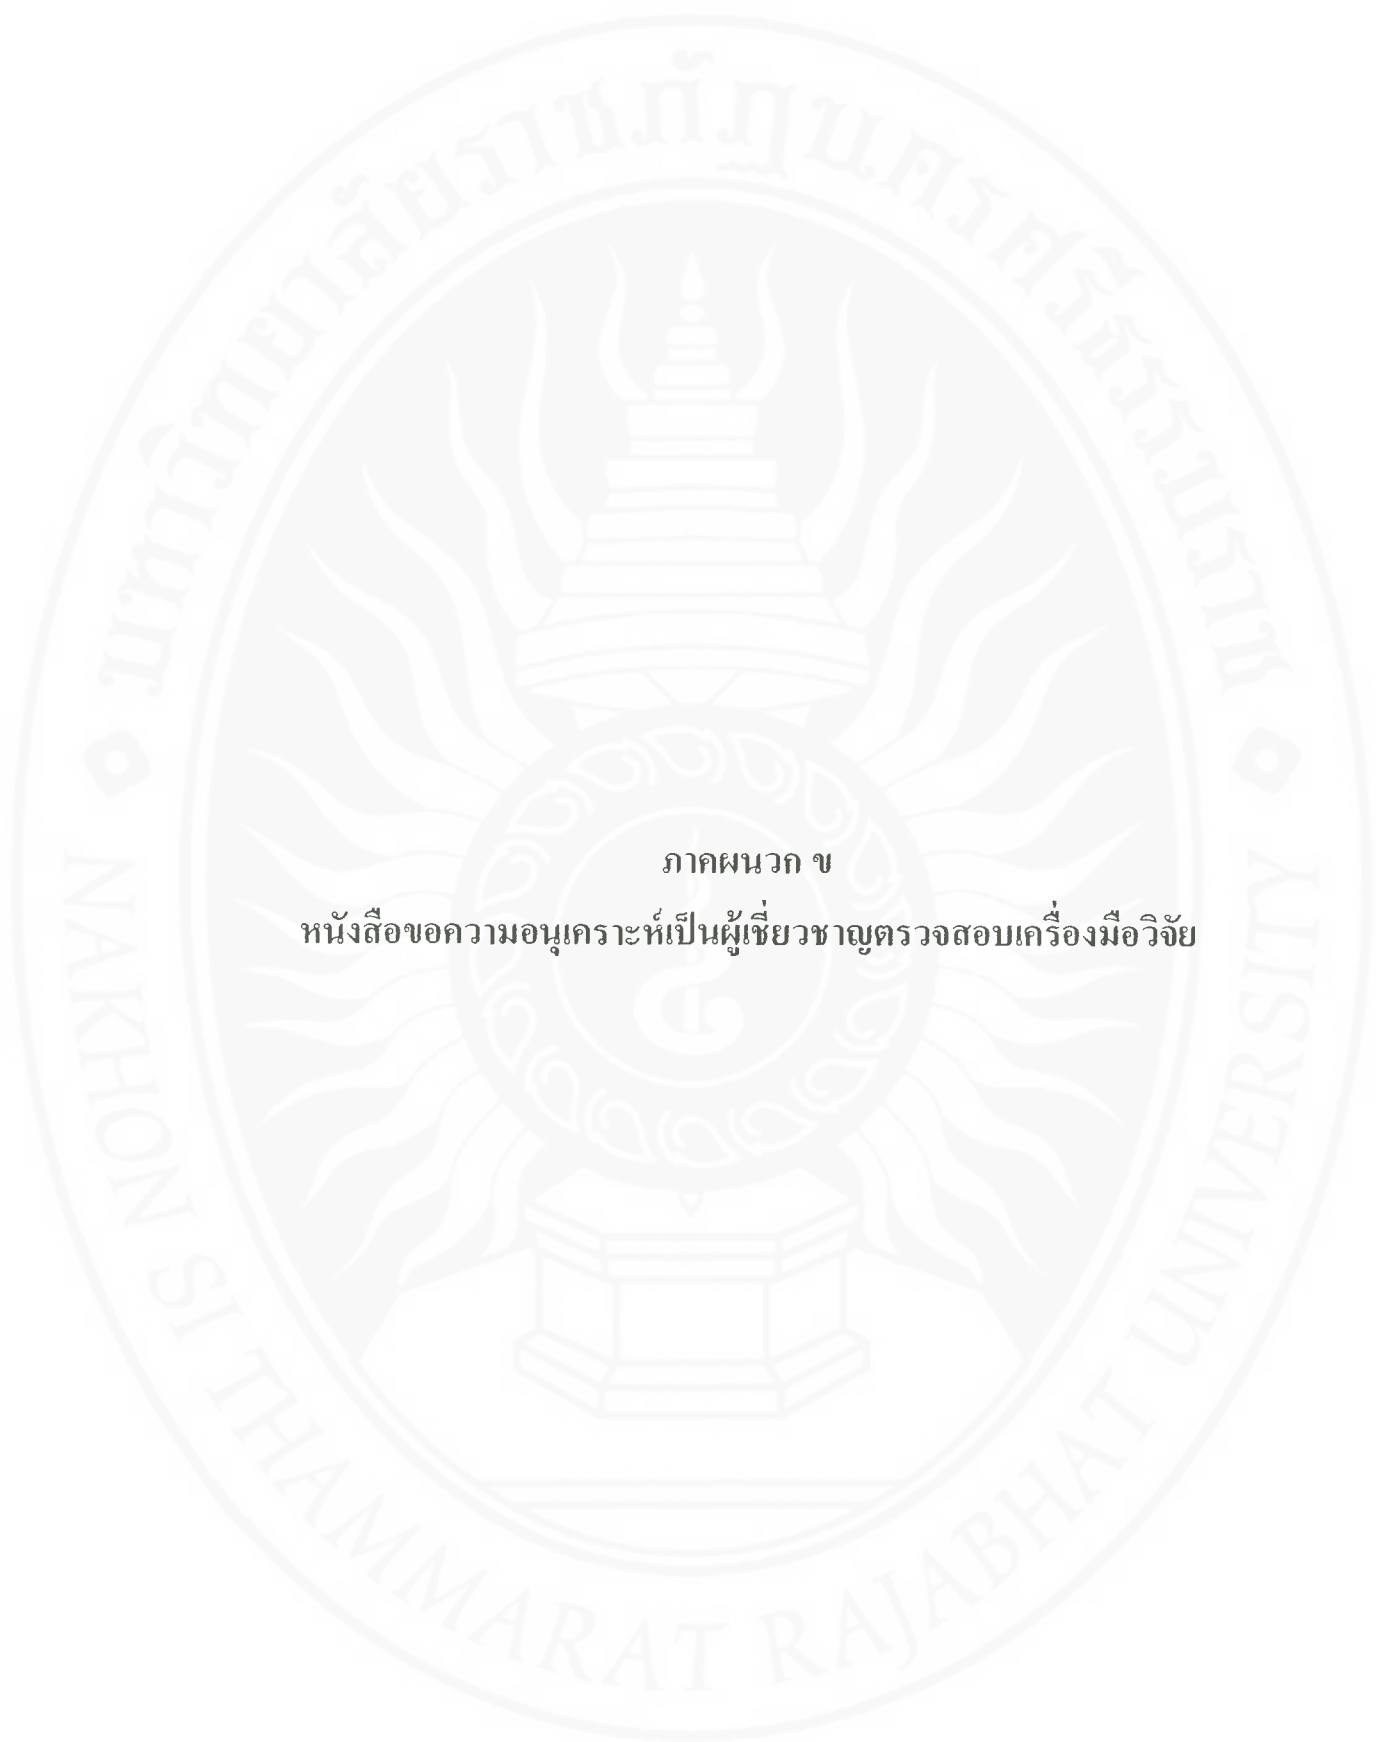 มหาวิทยาลัยราชภัฏนครศรีธรรมราช
ภาคผนวก ข
หนังสือขอความอนุเคราะห์เป็นผู้เชี่ยวชาญตรวจสอบเครื่องมือวิจัย
NAKHON SI THAMMARAT RAJABHAT UNIVERSITY